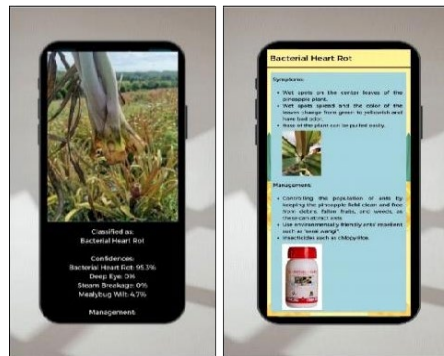 Classified as:
Bacterial Heart Rot
Confidences:
Bacterial Heart Rot: 95.3%
Deep Eye: 0%
Steam Breakage: 0%
Mealybug Wilt: 4.7%
Management:
Bacterial Heart Rot
Symptoms:
• Wet spots on the center leaves of the
pineapple plant.
• Wet spots spread and the color of the
leaves change from green to yellowish and
have bad odor.
• Base of the plant can be pulled easily.
Management:
• Controlling the population of ants by
keeping the pineapple field clean and free
from debris, fallen fruits, and weeds, as
these can attract ants.
• Use environmentally friendly ants' repellent
such as
• Insecticides such as chlopyrifos.